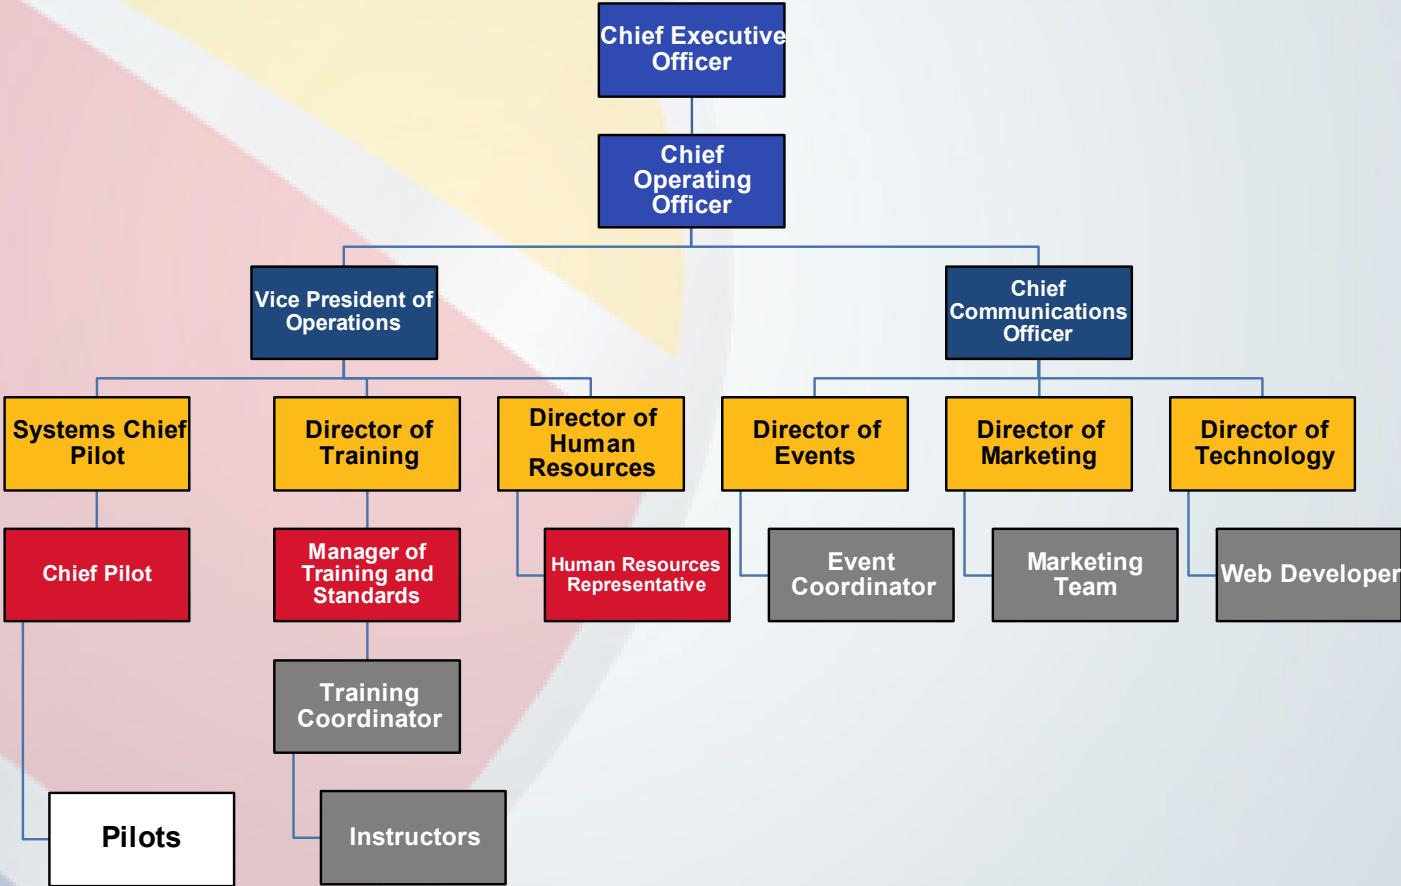 Chief Executive
Officer
Chief
Operating
Officer
Vice President of
Operations
Chief
Communications
Officer
Systems Chief
Pilot
Director of
Training
Director of
Human
Resources
Director of
Events
Director of
Marketing
Director of
Technology
Chief Pilot
Manager of
Training and
Standards
Human Resources
Representative
Event
Coordinator
Marketing
Team
Web Developer
Training
Coordinator
Pilots
Instructors